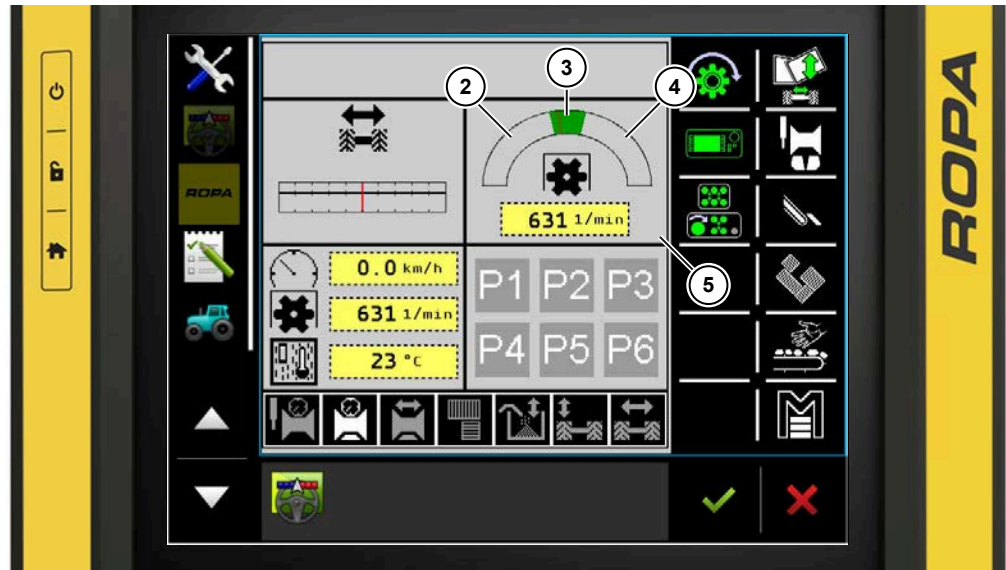 ROPA
2
3
4
5
631 1/min
0.0 km/h
631 1/min
23 °C
P1 P2 P3
P4 P5 P6
ROPA